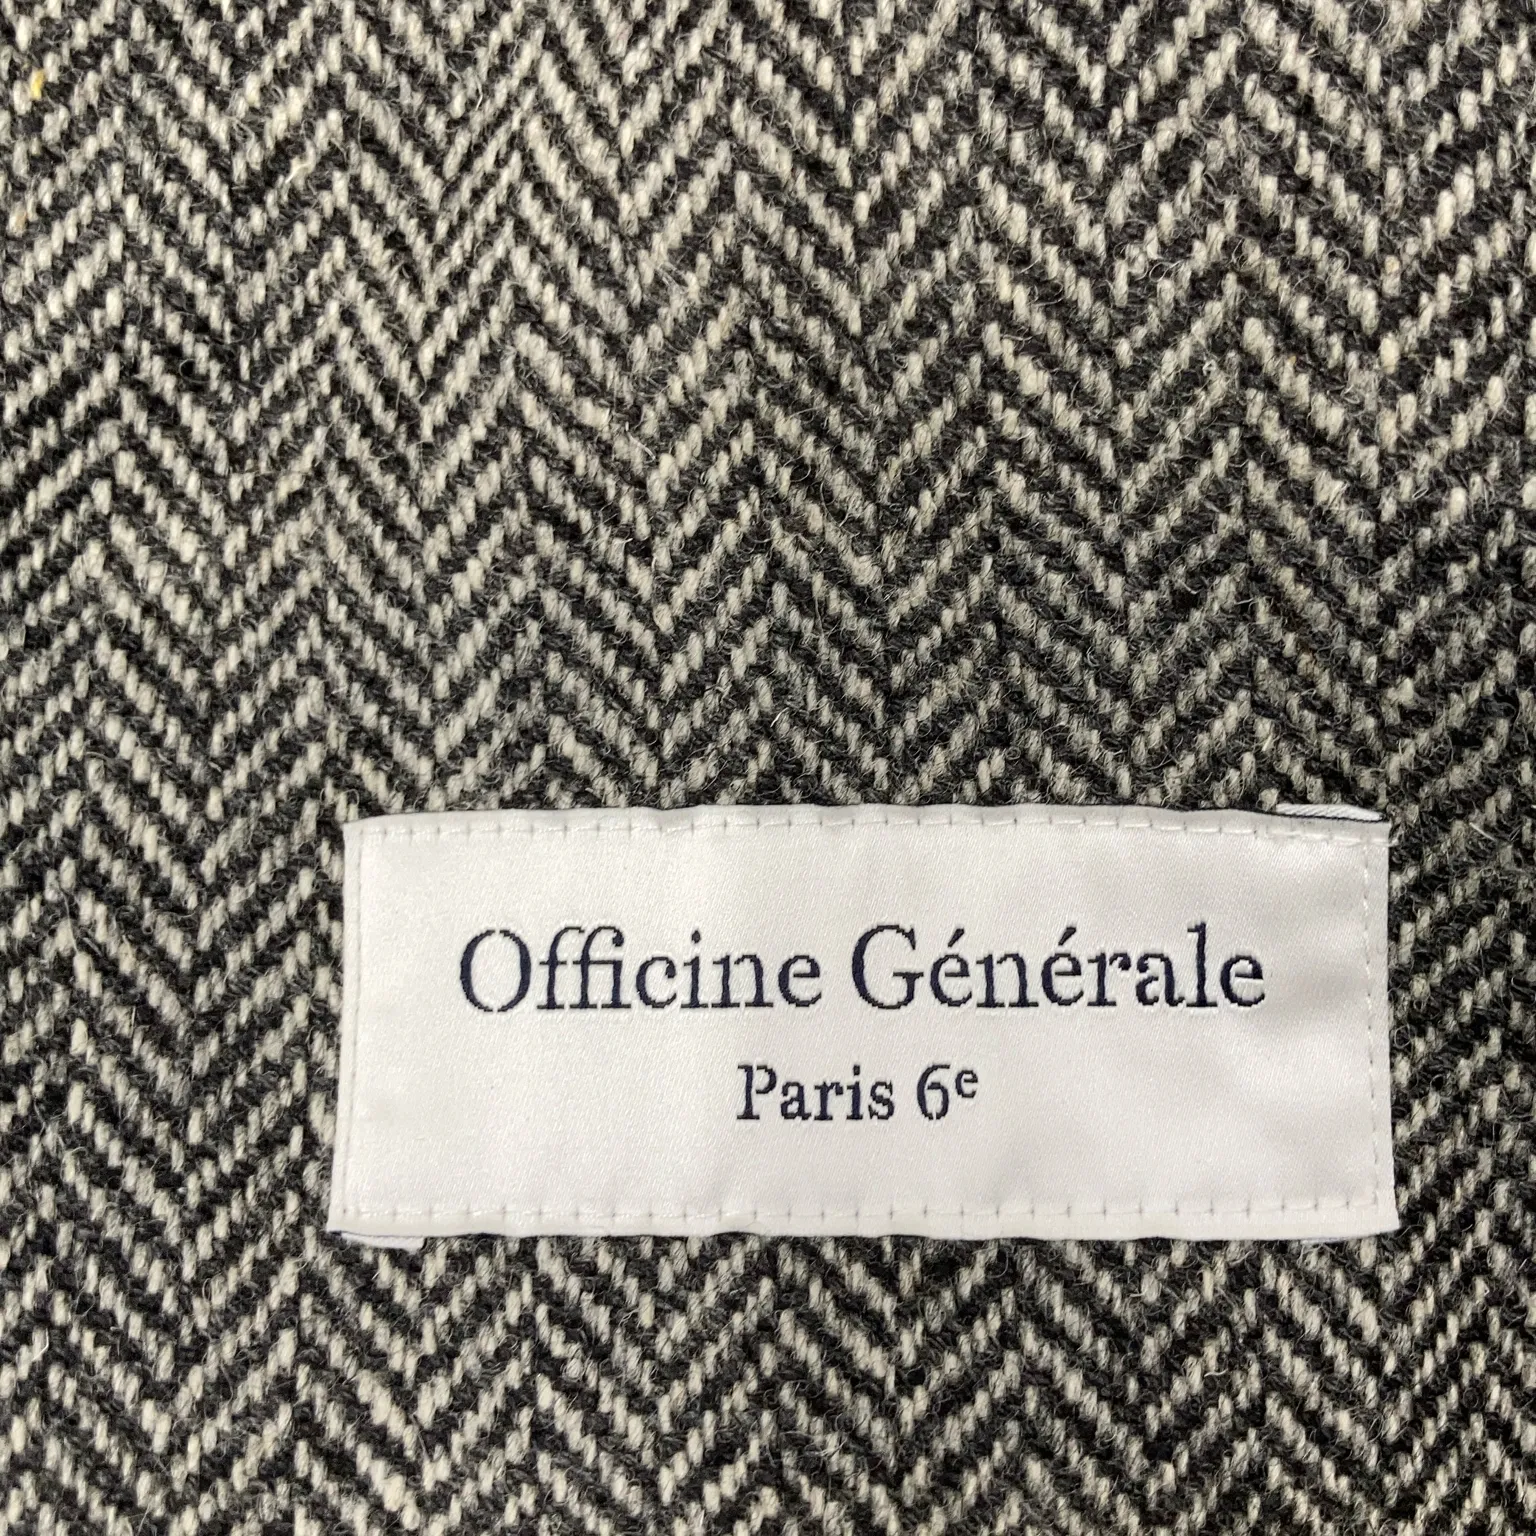 Officine Générale
Paris 6ᵉ